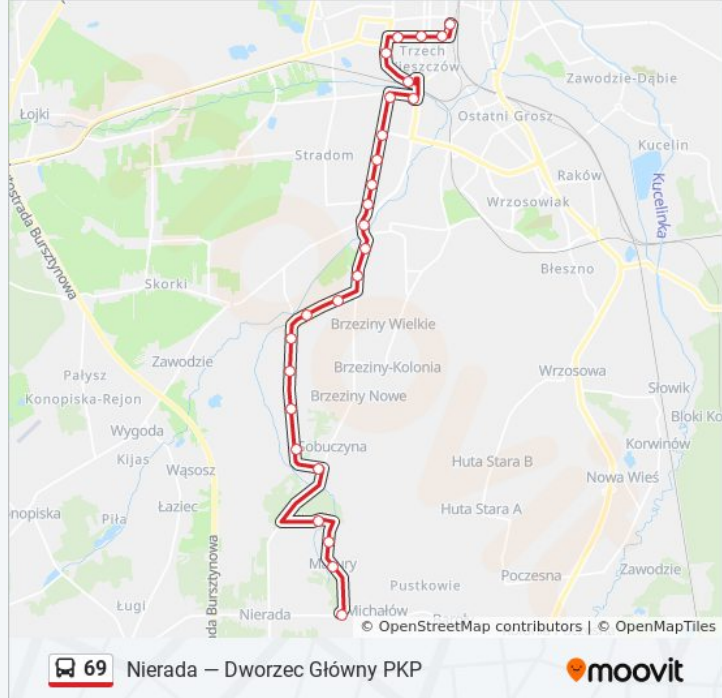 Trzech
Wieszczów
Zawodzie-Dąbie
Łojki
Ostatni Grosz
Kucelin
Stradom
Raków
Wrzosowiak
Kucelinka
Autostrada Bursztynowa
Błeszno
Skorki
Brzeziny Wielkie
Zawodzie
Brzeziny-Kolonia
Wrzosowa
Pałysz
Słowik
Konopiska-Rejon
Brzeziny Nowe
Bloki Ko
Wygoda
Sobuczyna
Korwinów
Kijas
Wąsosz
Huta Stara B
Nowa Wieś
Łaziec
Huta Stara A
onopiska
Piła
Zawodzie
Poczesna
Pustkowie
Ługi
Nierada
Michałów
© OpenStreetMap contributors | © OpenMapTiles
69 Nierada — Dworzec Główny PKP
moovit